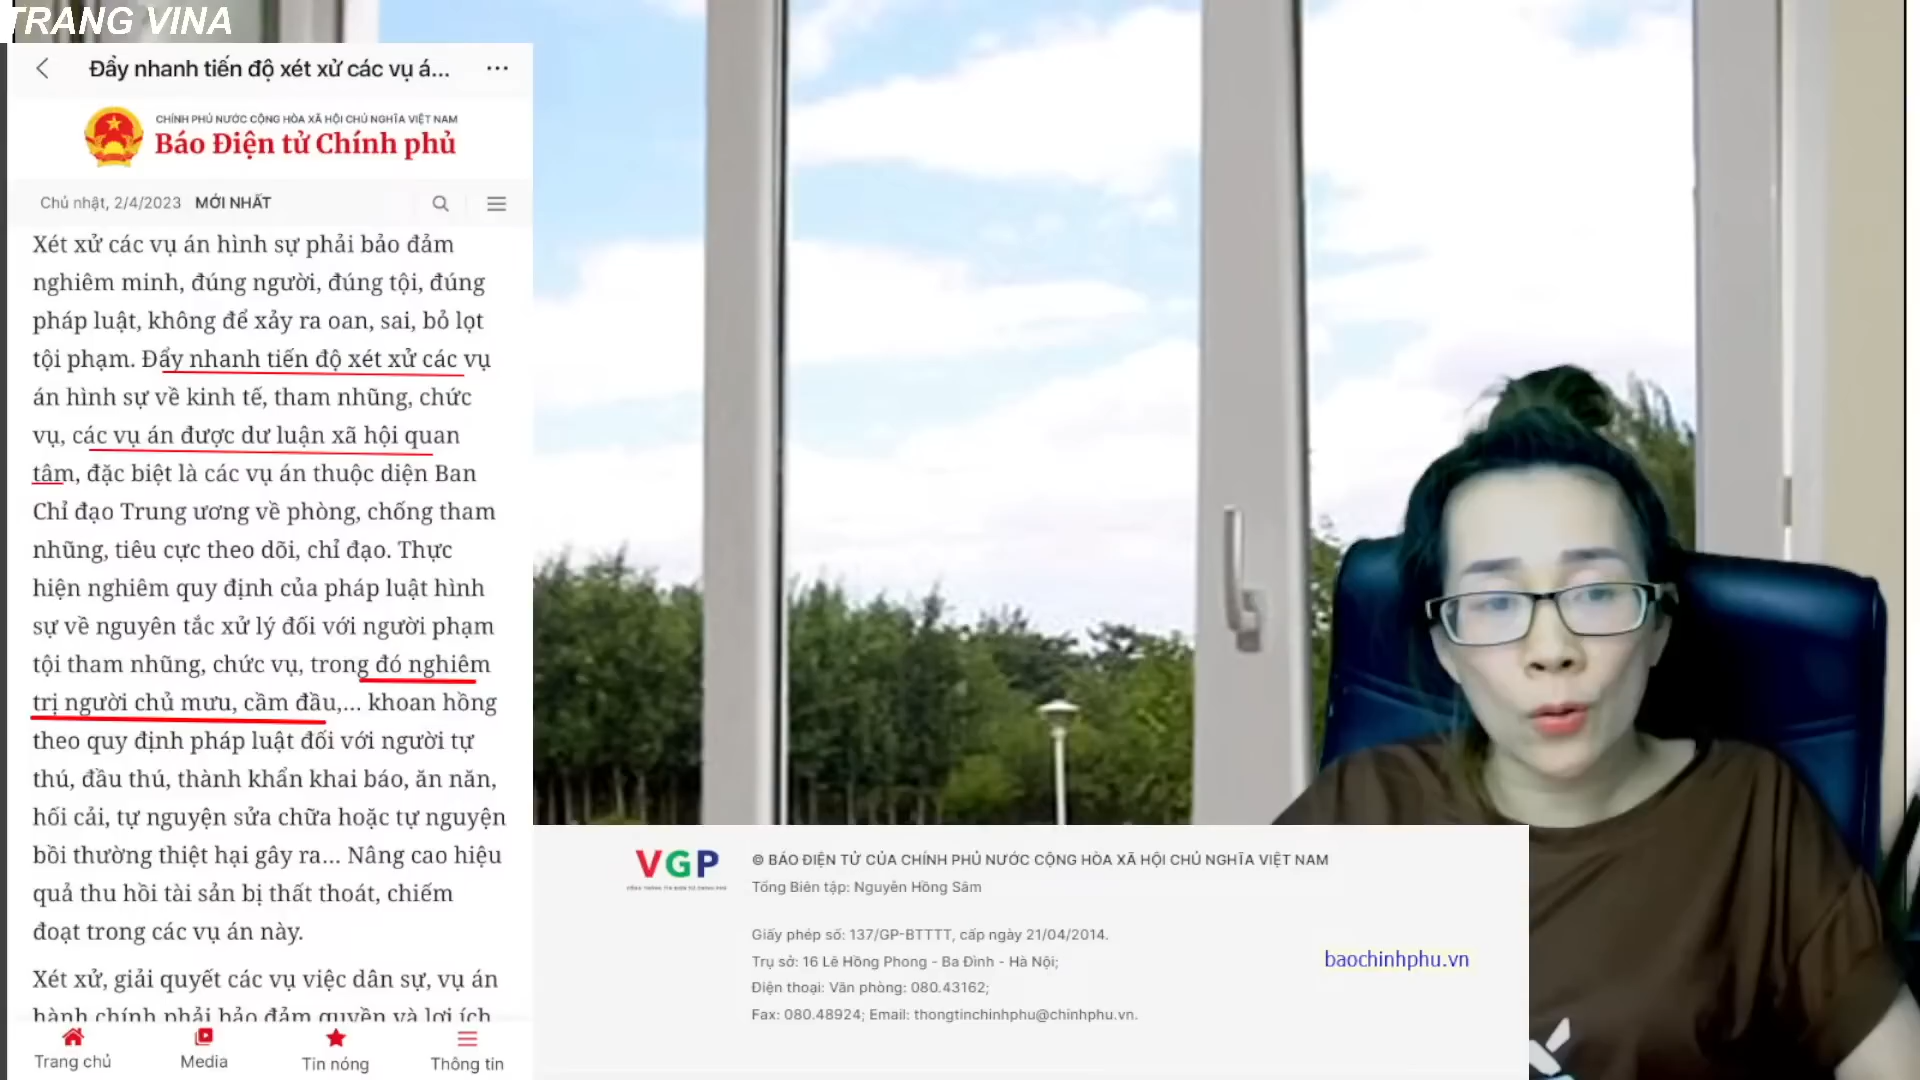 TRANG VINA
Đẩy nhanh tiến độ xét xử các vụ á...
CHÍNH PHỦ NƯỚC CỘNG HÒA XÃ HỘI CHỦ NGHĨA VIỆT NAM
Báo Điện tử Chính phủ
Chủ nhật, 2/4/2023 MỚI NHẤT
Xét xử các vụ án hình sự phải bảo đảm
nghiêm minh, đúng người, đúng tội, đúng
pháp luật, không để xảy ra oan, sai, bỏ lọt
tội phạm. Đẩy nhanh tiến độ xét xử các vụ
án hình sự về kinh tế, tham nhũng, chức
vụ, các vụ án được dư luận xã hội quan
tâm, đặc biệt là các vụ án thuộc diện Ban
Chỉ đạo Trung ương về phòng, chống tham
nhũng, tiêu cực theo dõi, chỉ đạo. Thực
hiện nghiêm quy định của pháp luật hình
sự về nguyên tắc xử lý đối với người phạm
tội tham nhũng, chức vụ, trong đó nghiêm
trị người chủ mưu, cầm đầu,... khoan hồng
theo quy định pháp luật đối với người tự
thú, đầu thú, thành khẩn khai báo, ăn năn,
hối cải, tự nguyện sửa chữa hoặc tự nguyện
bồi thường thiệt hại gây ra... Nâng cao hiệu
quả thu hồi tài sản bị thất thoát, chiếm
đoạt trong các vụ án này.
Xét xử, giải quyết các vụ việc dân sự, vụ án
hành chính phải bảo đảm quyền và lợi ích
Trang chủ Media Tin nóng Thông tin
VGP
© BÁO ĐIỆN TỬ CỦA CHÍNH PHỦ NƯỚC CỘNG HÒA XÃ HỘI CHỦ NGHĨA VIỆT NAM
Tổng Biên tập: Nguyễn Hồng Sâm
Giấy phép số: 137/GP-BTTTT, cấp ngày 21/04/2014.
Trụ sở: 16 Lê Hồng Phong - Ba Đình - Hà Nội;
Điện thoại: Văn phòng: 080.43162;
Fax: 080.48924; Email: thongtinchinhphu@chinhphu.vn.
baochinhphu.vn